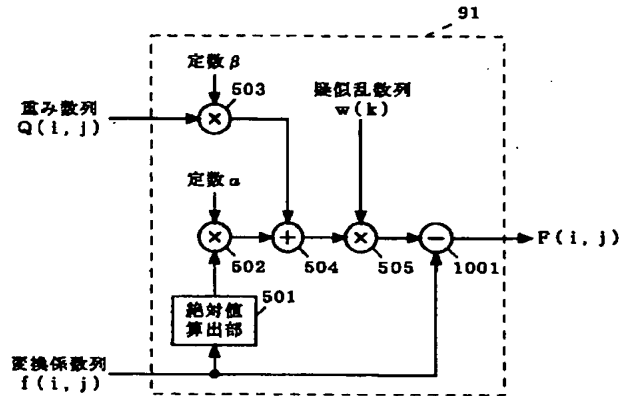 91
定数β
503
重み数列
Q(i,j)
疑似乱数列
w(k)
定数α
×
×
+
×
−
502
504
505
1001
F(i,j)
501
絶対値
算出部
変換係数列
f(i,j)